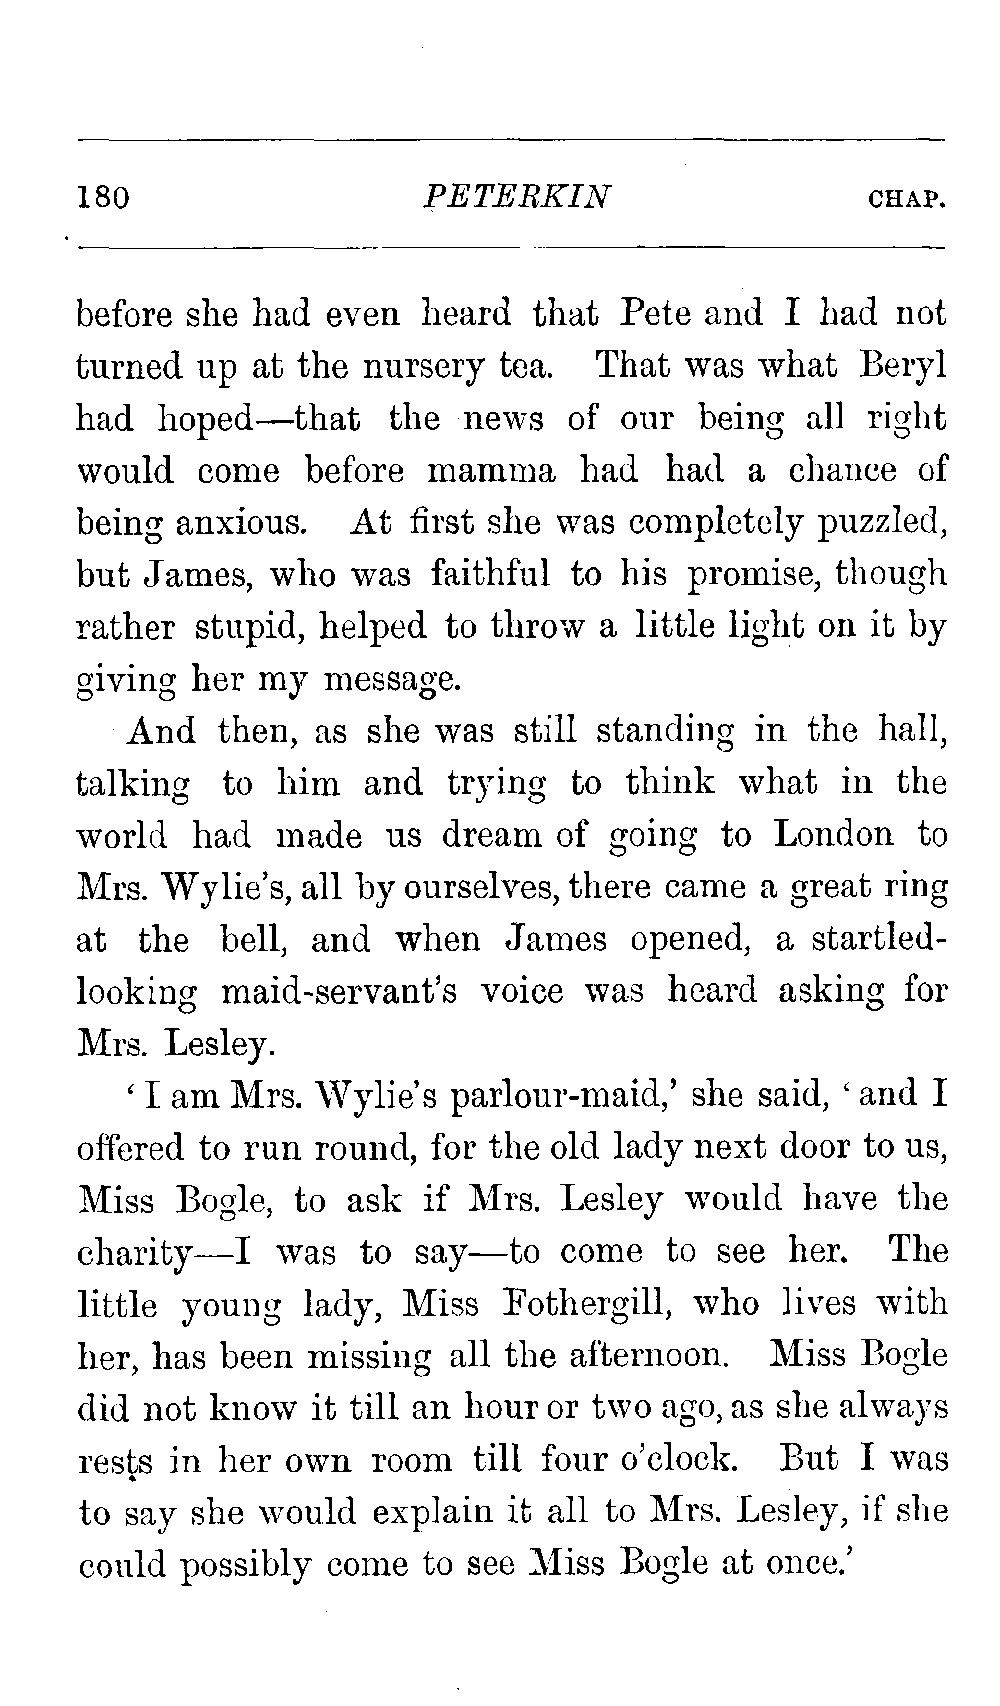 180 PETERKIN CHAP.
before she had even heard that Pete and I had not
turned up at the nursery tea. That was what Beryl
had hoped—that the news of our being all right
would come before mamma had had a chance of
being anxious. At first she was completely puzzled,
but James, who was faithful to his promise, though
rather stupid, helped to throw a little light on it by
giving her my message.
And then, as she was still standing in the hall,
talking to him and trying to think what in the
world had made us dream of going to London to
Mrs. Wylie's, all by ourselves, there came a great ring
at the bell, and when James opened, a startled-
looking maid-servant's voice was heard asking for
Mrs. Lesley.
‘I am Mrs. Wylie's parlour-maid,’ she said, ‘and I
offered to run round, for the old lady next door to us,
Miss Bogle, to ask if Mrs. Lesley would have the
charity—I was to say—to come to see her. The
little young lady, Miss Fothergill, who lives with
her, has been missing all the afternoon. Miss Bogle
did not know it till an hour or two ago, as she always
rests in her own room till four o'clock. But I was
to say she would explain it all to Mrs. Lesley, if she
could possibly come to see Miss Bogle at once.’